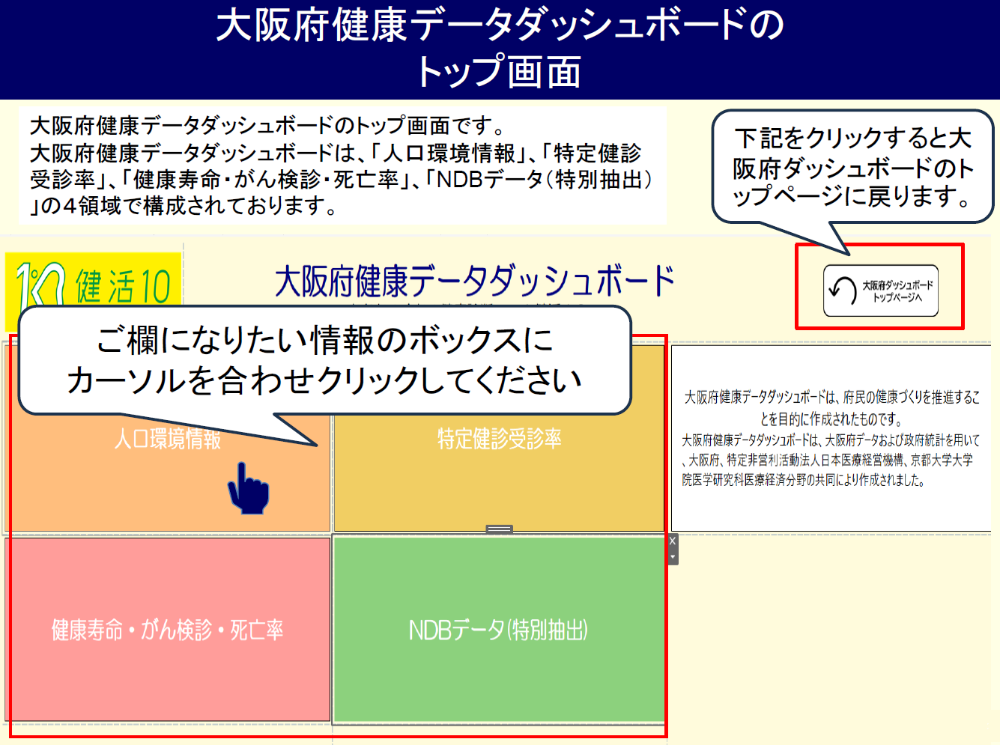 大阪府健康データダッシュボードの
トップ画面
大阪府健康データダッシュボードのトップ画面です。
大阪府健康データダッシュボードは、「人口環境情報」、「特定健診
受診率」、「健康寿命・がん検診・死亡率」、「NDBデータ（特別抽出）
」の４領域で構成されております。
下記をクリックすると大
阪府ダッシュボードのト
ップページに戻ります。
健活10
大阪府健康データダッシュボード
大阪府ダッシュボード
トップページへ
ご欄になりたい情報のボックスに
カーソルを合わせクリックしてください
人口環境情報
特定健診受診率
大阪府健康データダッシュボードは、府民の健康づくりを推進するこ
とを目的に作成されたものです。
大阪府健康データダッシュボードは、大阪府データおよび政府統計を用いて
、大阪府、特定非営利活動法人日本医療経営機構、京都大学大学
院医学研究科医療経済分野の共同により作成されました。
健康寿命・がん検診・死亡率
NDBデータ(特別抽出)